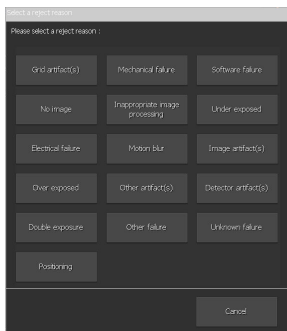 Select a reject reason
Please select a reject reason :
Grid artifact(s)
Mechanical failure
Software failure
No image
Inappropriate image
processing
Under exposed
Electrical failure
Motion blur
Image artifact(s)
Over exposed
Other artifact(s)
Detector artifact(s)
Double exposure
Other failure
Unknown failure
Positioning
Cancel